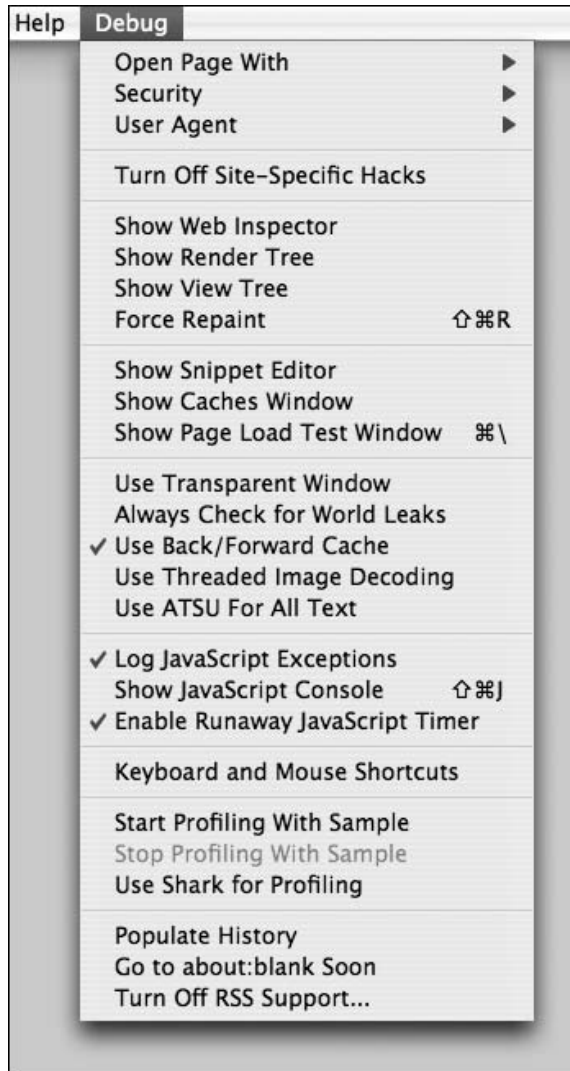 Help Debug
Open Page With
Security
User Agent
Turn Off Site-Specific Hacks
Show Web Inspector
Show Render Tree
Show View Tree
Force Repaint ⇧⌘R
Show Snippet Editor
Show Caches Window
Show Page Load Test Window ⌘\
Use Transparent Window
Always Check for World Leaks
✓ Use Back/Forward Cache
Use Threaded Image Decoding
Use ATSU For All Text
✓ Log JavaScript Exceptions
Show JavaScript Console ⇧⌘J
✓ Enable Runaway JavaScript Timer
Keyboard and Mouse Shortcuts
Start Profiling With Sample
Stop Profiling With Sample
Use Shark for Profiling
Populate History
Go to about:blank Soon
Turn Off RSS Support...